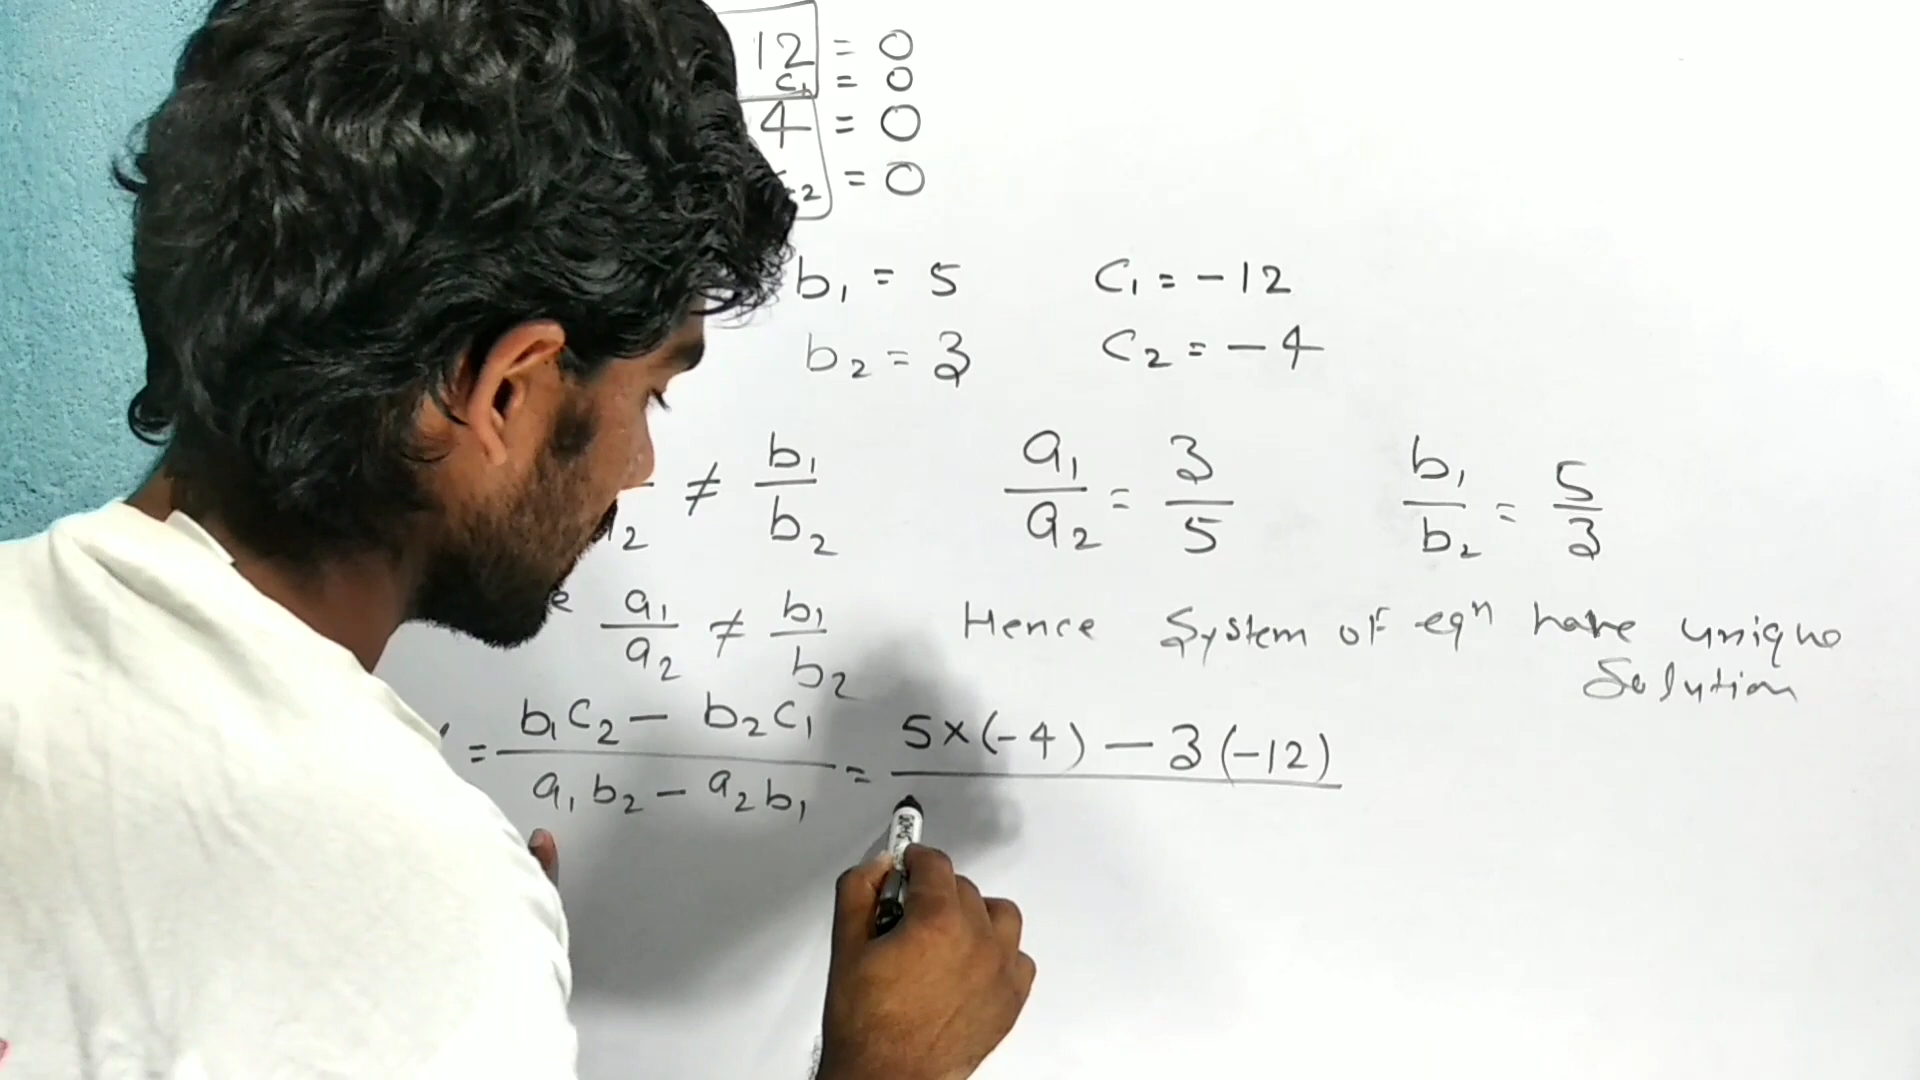 12 = 0
c₁ = 0
4 = 0
₂ = 0
b₁ = 5 c₁ = -12
b₂ = 3 c₂ = -4
₂ ≠ b₁/b₂ a₁/a₂ = 3/5 b₁/b₂ = 5/3
e a₁/a₂ ≠ b₁/b₂ Hence System of eqⁿ have unique
Solution
= b₁c₂ - b₂c₁ / a₁b₂ - a₂b₁ = 5×(-4) - 3(-12)